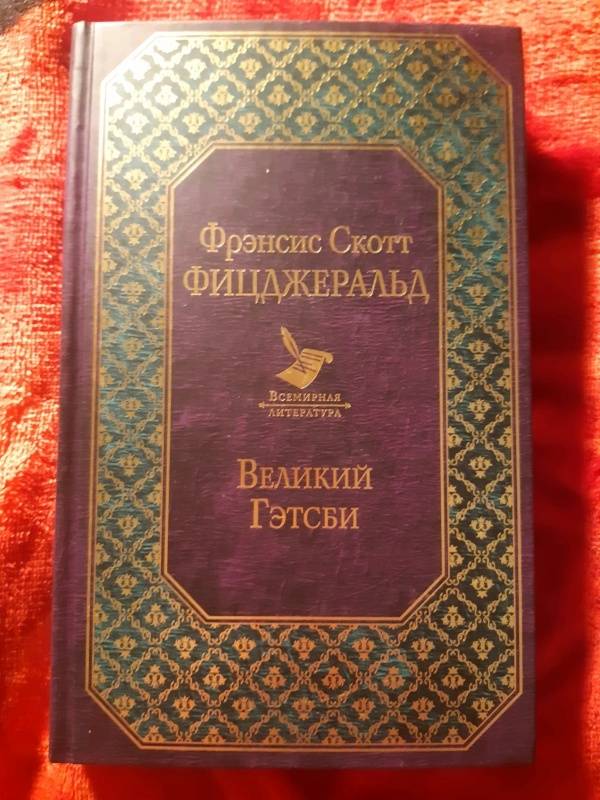 Фрэнсис Скотт
ФИЦДЖЕРАЛЬД
Всемирная
литература
Великий
Гэтсби